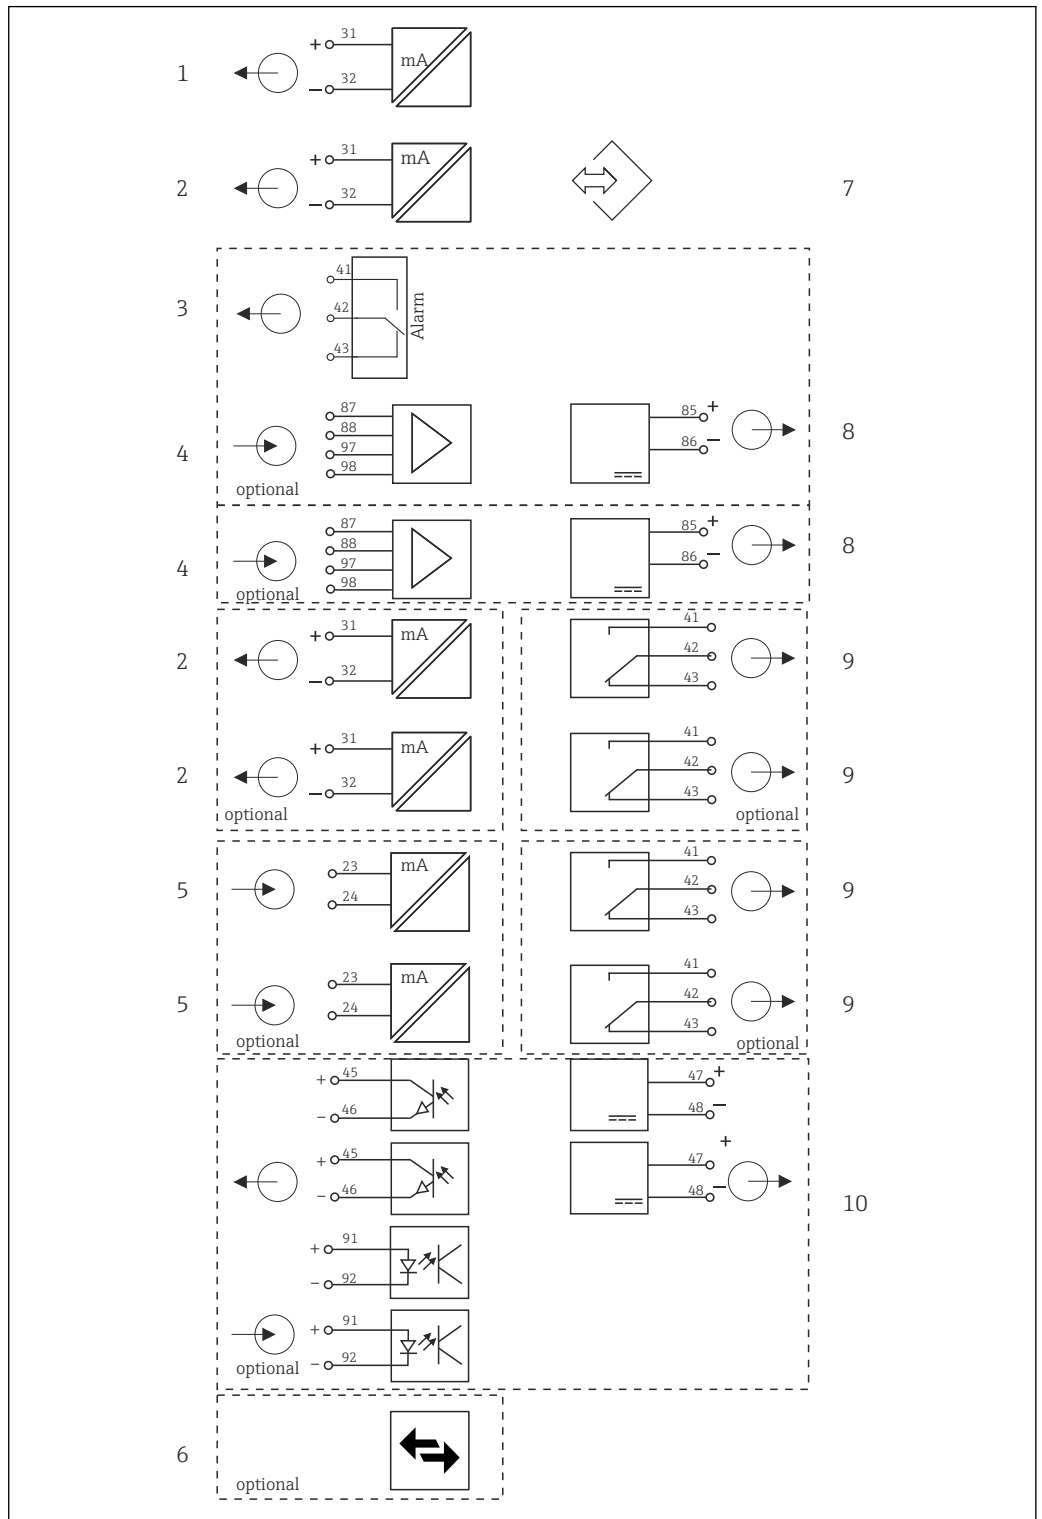 1 + 31 mA
− 32
2 + 31 mA 7
− 32
3 41
42 Alarm
43
4 87 85 + 8
88 86 −
97
98
optional
4 87 85 + 8
88 86 −
97
98
optional
2 + 31 mA 41 9
− 32 42
43
2 + 31 mA 41 9
− 32 42
43
optional optional
5 23 mA 41 9
24 42
43
5 23 mA 41 9
24 42
43
optional optional
+ 45 47 +
− 46 48 −
+ 45 47 +
− 46 48 −
10
+ 91
− 92
+ 91
− 92
optional
6
optional